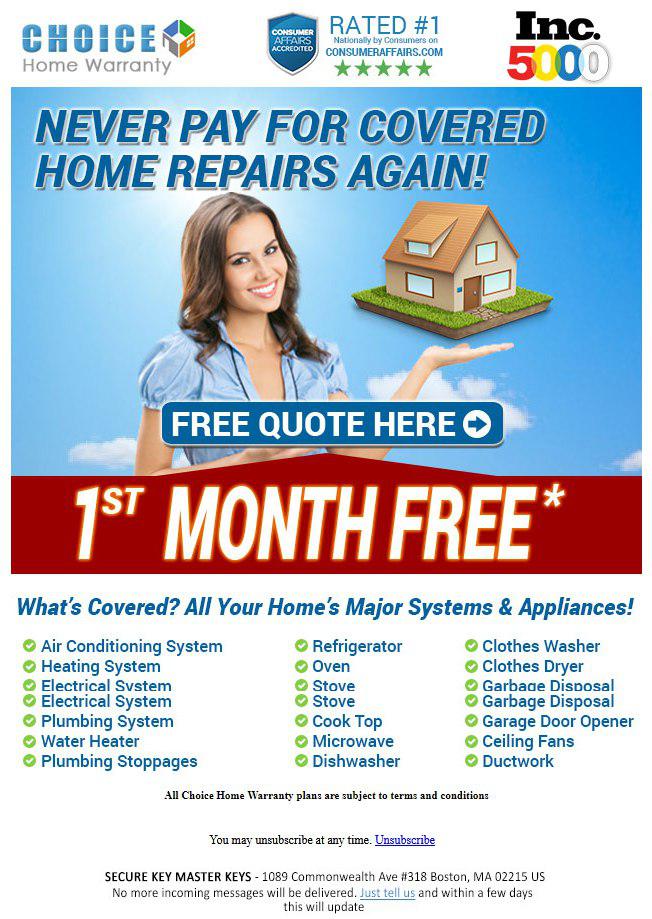 CHOICE
Home Warranty
CONSUMER
AFFAIRS
ACCREDITED
RATED #1
Nationally by Consumers on
CONSUMERAFFAIRS.COM
Inc.
5000
NEVER PAY FOR COVERED
HOME REPAIRS AGAIN!
FREE QUOTE HERE
1ST MONTH FREE*
What's Covered? All Your Home's Major Systems & Appliances!
Air Conditioning System Refrigerator Clothes Washer
Heating System Oven Clothes Dryer
Electrical System Stove Garbage Disposal
Electrical System Stove Garbage Disposal
Plumbing System Cook Top Garage Door Opener
Water Heater Microwave Ceiling Fans
Plumbing Stoppages Dishwasher Ductwork
All Choice Home Warranty plans are subject to terms and conditions
You may unsubscribe at any time. Unsubscribe
SECURE KEY MASTER KEYS - 1089 Commonwealth Ave #318 Boston, MA 02215 US
No more incoming messages will be delivered. Just tell us and within a few days
this will update